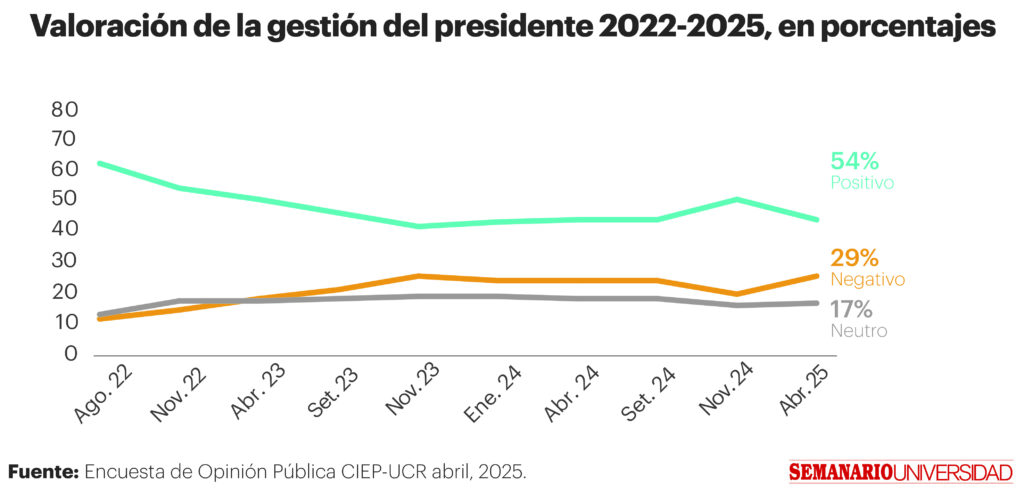 Valoración de la gestión del presidente 2022-2025, en porcentajes
80
70
60
50
40
30
20
10
0
54%
Positivo
29%
Negativo
17%
Neutro
Ago. 22
Nov. 22
Abr. 23
Set. 23
Nov. 23
Ene. 24
Abr. 24
Set. 24
Nov. 24
Abr. 25
Fuente: Encuesta de Opinión Pública CIEP-UCR abril, 2025.
SEMANARIOUNIVERSIDAD